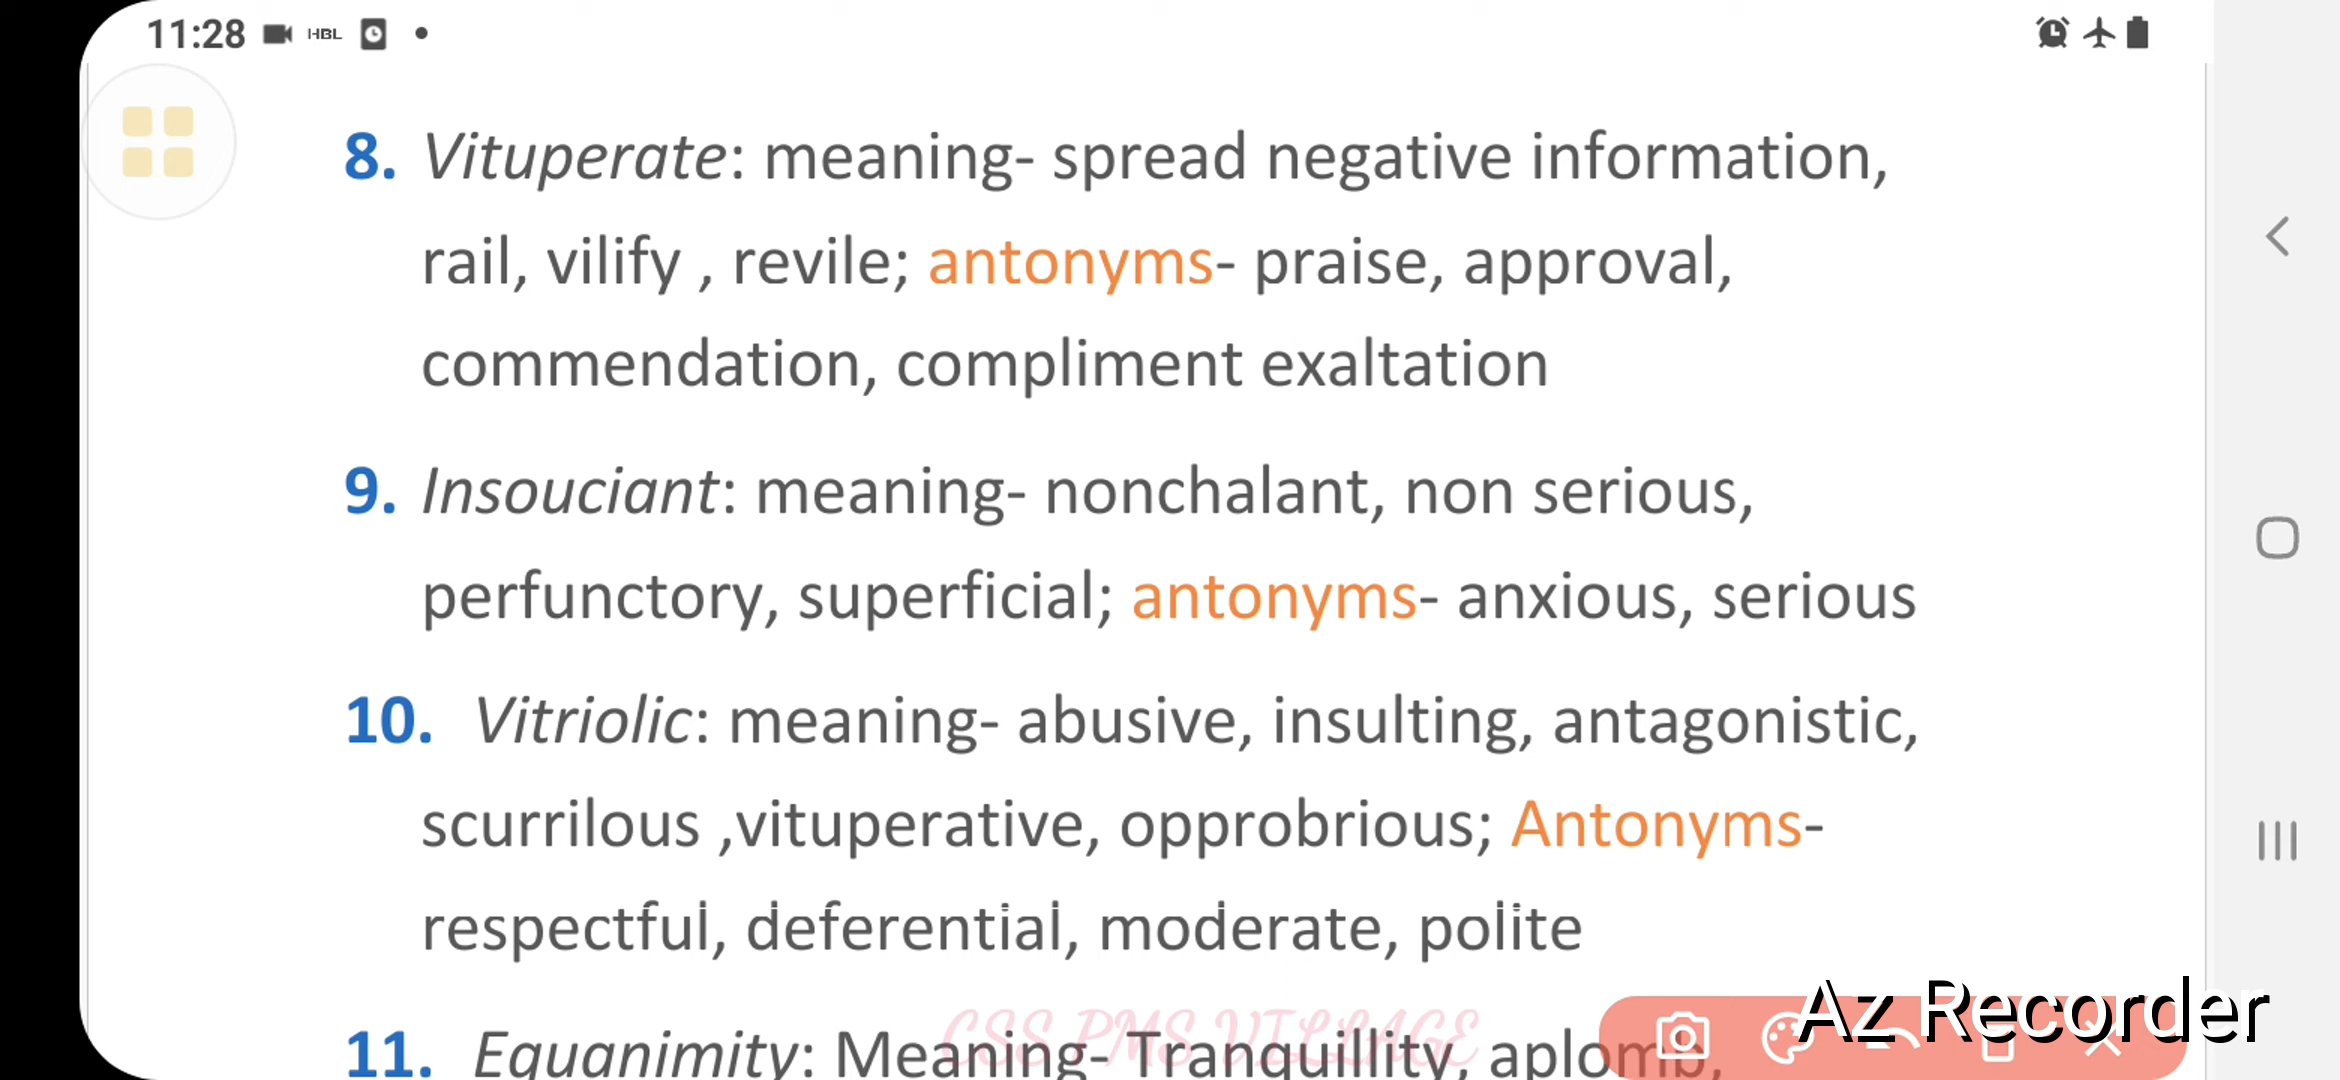 11:28 HBL
8. Vituperate: meaning- spread negative information,
rail, vilify , revile; antonyms- praise, approval,
commendation, compliment exaltation
9. Insouciant: meaning- nonchalant, non serious,
perfunctory, superficial; antonyms- anxious, serious
10. Vitriolic: meaning- abusive, insulting, antagonistic,
scurrilous ,vituperative, opprobrious; Antonyms-
respectful, deferential, moderate, polite
Az Recorder
CSS PMS VILLAGE
11. Equanimity: Meaning- Tranquillity, aplomb,